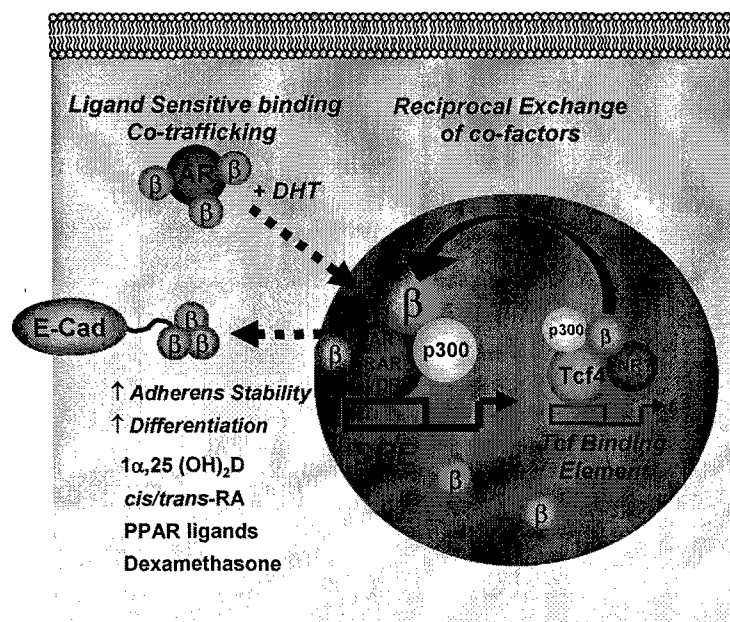 Ligand Sensitive binding
Co-trafficking
Reciprocal Exchange
of co-factors
AR
β
β
β
+ DHT
E-Cad
β
β
β
β
β
p300
p300
β
Tcf4
Tcf Binding
Element
β
β
↑ Adherens Stability
↑ Differentiation
1α,25 (OH)₂D
cis/trans-RA
PPAR ligands
Dexamethasone